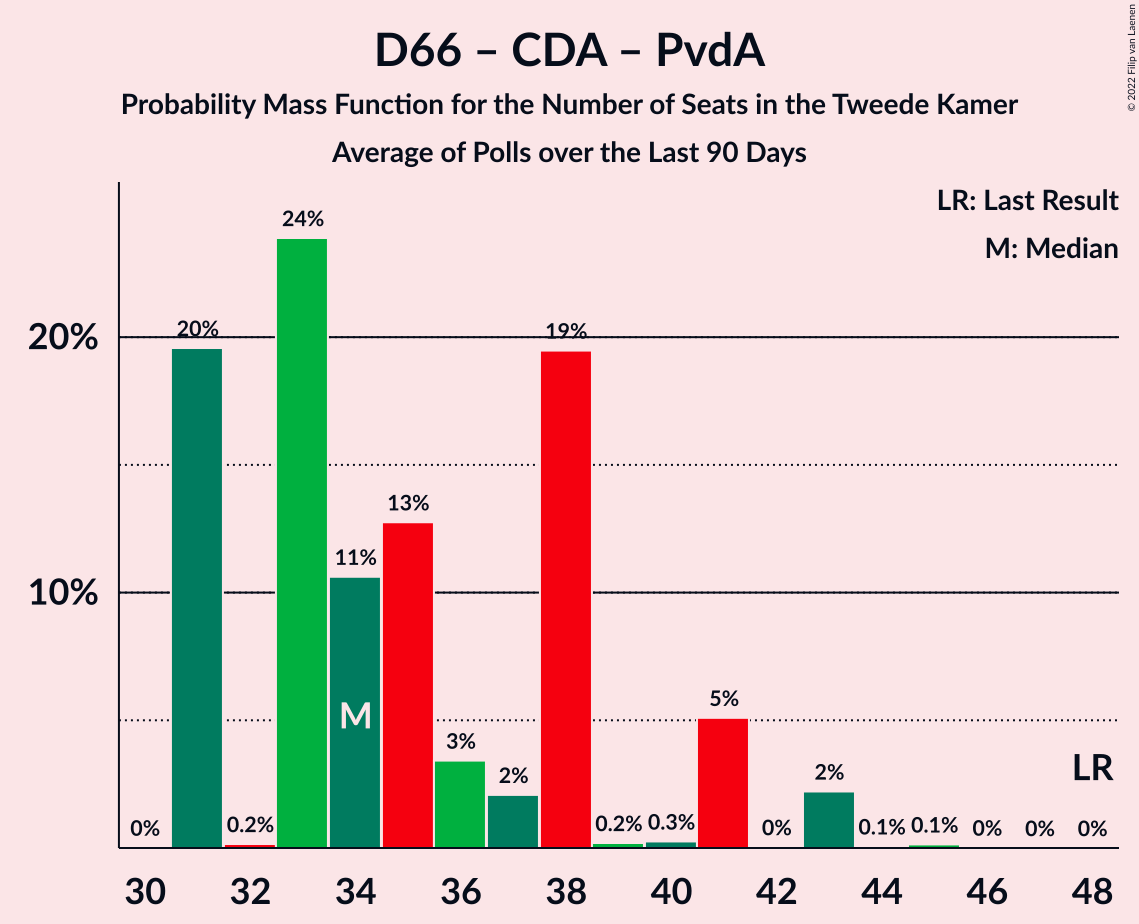 D66 – CDA – PvdA
Probability Mass Function for the Number of Seats in the Tweede Kamer
Average of Polls over the Last 90 Days
© 2022 Filip van Laenen
LR: Last Result
M: Median
20%
10%
0%
20%
0.2%
24%
11%
13%
3%
2%
19%
0.2%
0.3%
5%
0%
2%
0.1%
0.1%
0%
0%
0%
M
LR
30 32 34 36 38 40 42 44 46 48